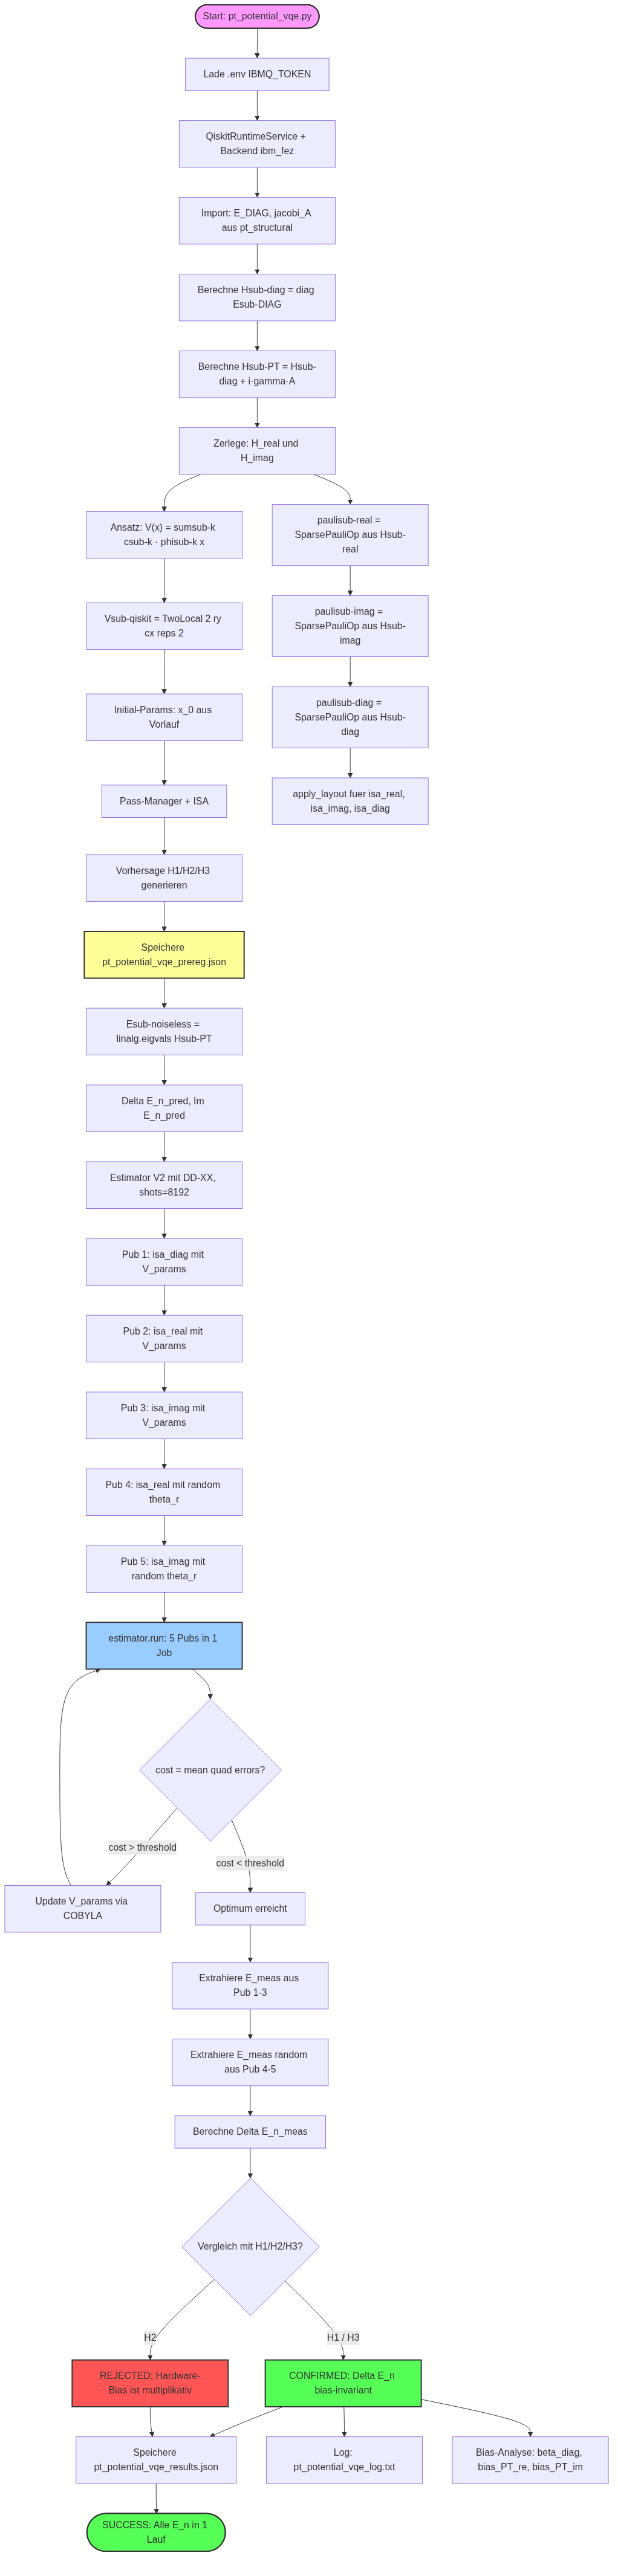 Start: pt_potential_vqe.py
Lade .env IBMQ_TOKEN
QiskitRuntimeService +
Backend ibm_fez
Import: E_DIAG, jacobi_A
aus pt_structural
Berechne Hsub-diag = diag
Esub-DIAG
Berechne Hsub-PT = Hsub-
diag + i·gamma·A
Zerlege: H_real und
H_imag
Ansatz: V(x) = sumsub-k
csub-k · phisub-k x
paulisub-real =
SparsePauliOp aus Hsub-
real
Vsub-qiskit = TwoLocal 2 ry
cx reps 2
paulisub-imag =
SparsePauliOp aus Hsub-
imag
Initial-Params: x_0 aus
Vorlauf
paulisub-diag =
SparsePauliOp aus Hsub-
diag
Pass-Manager + ISA
apply_layout fuer isa_real,
isa_imag, isa_diag
Vorhersage H1/H2/H3
generieren
Speichere
pt_potential_vqe_prereg.json
Esub-noiseless =
linalg.eigvals Hsub-PT
Delta E_n_pred, Im
E_n_pred
Estimator V2 mit DD-XX,
shots=8192
Pub 1: isa_diag mit
V_params
Pub 2: isa_real mit
V_params
Pub 3: isa_imag mit
V_params
Pub 4: isa_real mit random
theta_r
Pub 5: isa_imag mit
random theta_r
estimator.run: 5 Pubs in 1
Job
cost = mean quad errors?
cost > threshold
cost < threshold
Update V_params via
COBYLA
Optimum erreicht
Extrahiere E_meas aus
Pub 1-3
Extrahiere E_meas random
aus Pub 4-5
Berechne Delta E_n_meas
Vergleich mit H1/H2/H3?
H2
H1 / H3
REJECTED: Hardware-
Bias ist multiplikativ
CONFIRMED: Delta E_n
bias-invariant
Speichere
pt_potential_vqe_results.json
Log:
pt_potential_vqe_log.txt
Bias-Analyse: beta_diag,
bias_PT_re, bias_PT_im
SUCCESS: Alle E_n in 1
Lauf